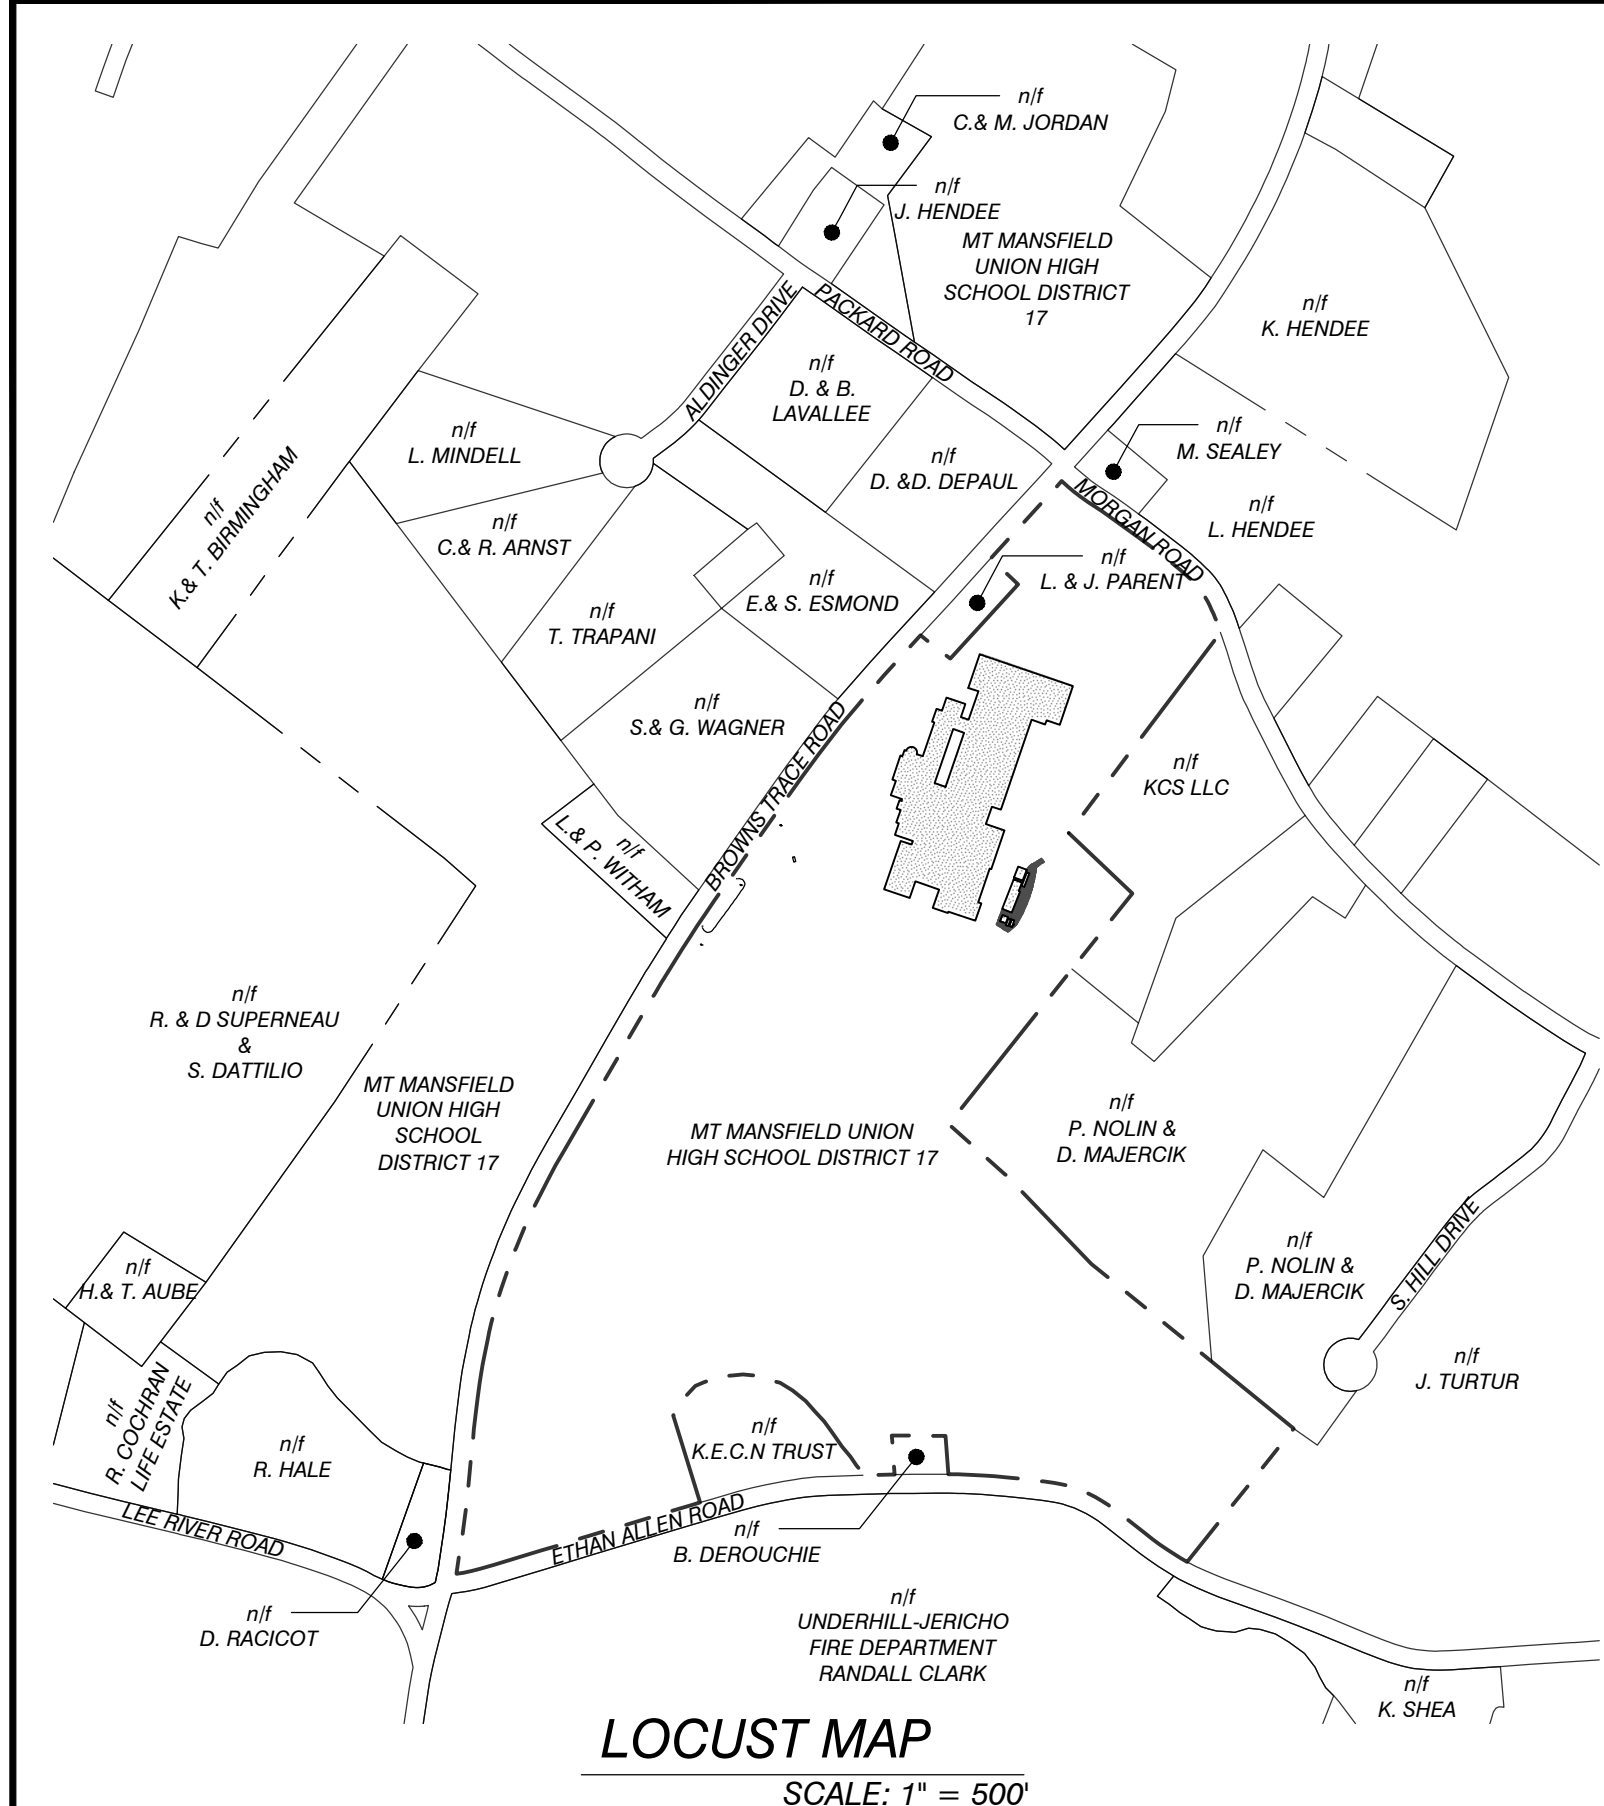 n/f
C.& M. JORDAN
n/f
J. HENDEE
MT MANSFIELD
UNION HIGH
SCHOOL DISTRICT
17
n/f
K. HENDEE
PACKARD ROAD
ALDINGER DRIVE
n/f
D. & B.
LAVALLEE
n/f
L. MINDELL
n/f
D. &D. DEPAUL
n/f
M. SEALEY
n/f
K.& T. BIRMINGHAM
n/f
C.& R. ARNST
MORGAN ROAD
n/f
L. HENDEE
n/f
L. & J. PARENT
n/f
E.& S. ESMOND
n/f
T. TRAPANI
n/f
S.& G. WAGNER
BROWNS TRACE ROAD
n/f
KCS LLC
n/f
L.& P. WITHAM
n/f
R. & D SUPERNEAU
&
S. DATTILIO
MT MANSFIELD
UNION HIGH
SCHOOL
DISTRICT 17
MT MANSFIELD UNION
HIGH SCHOOL DISTRICT 17
n/f
P. NOLIN &
D. MAJERCIK
n/f
P. NOLIN &
D. MAJERCIK
S. HILL DRIVE
n/f
H.& T. AUBE
n/f
J. TURTUR
n/f
R. COCHRAN
LIFE ESTATE
n/f
R. HALE
n/f
K.E.C.N TRUST
LEE RIVER ROAD
ETHAN ALLEN ROAD
n/f
B. DEROUCHIE
n/f
D. RACICOT
n/f
UNDERHILL-JERICHO
FIRE DEPARTMENT
RANDALL CLARK
n/f
K. SHEA
LOCUST MAP
SCALE: 1" = 500'